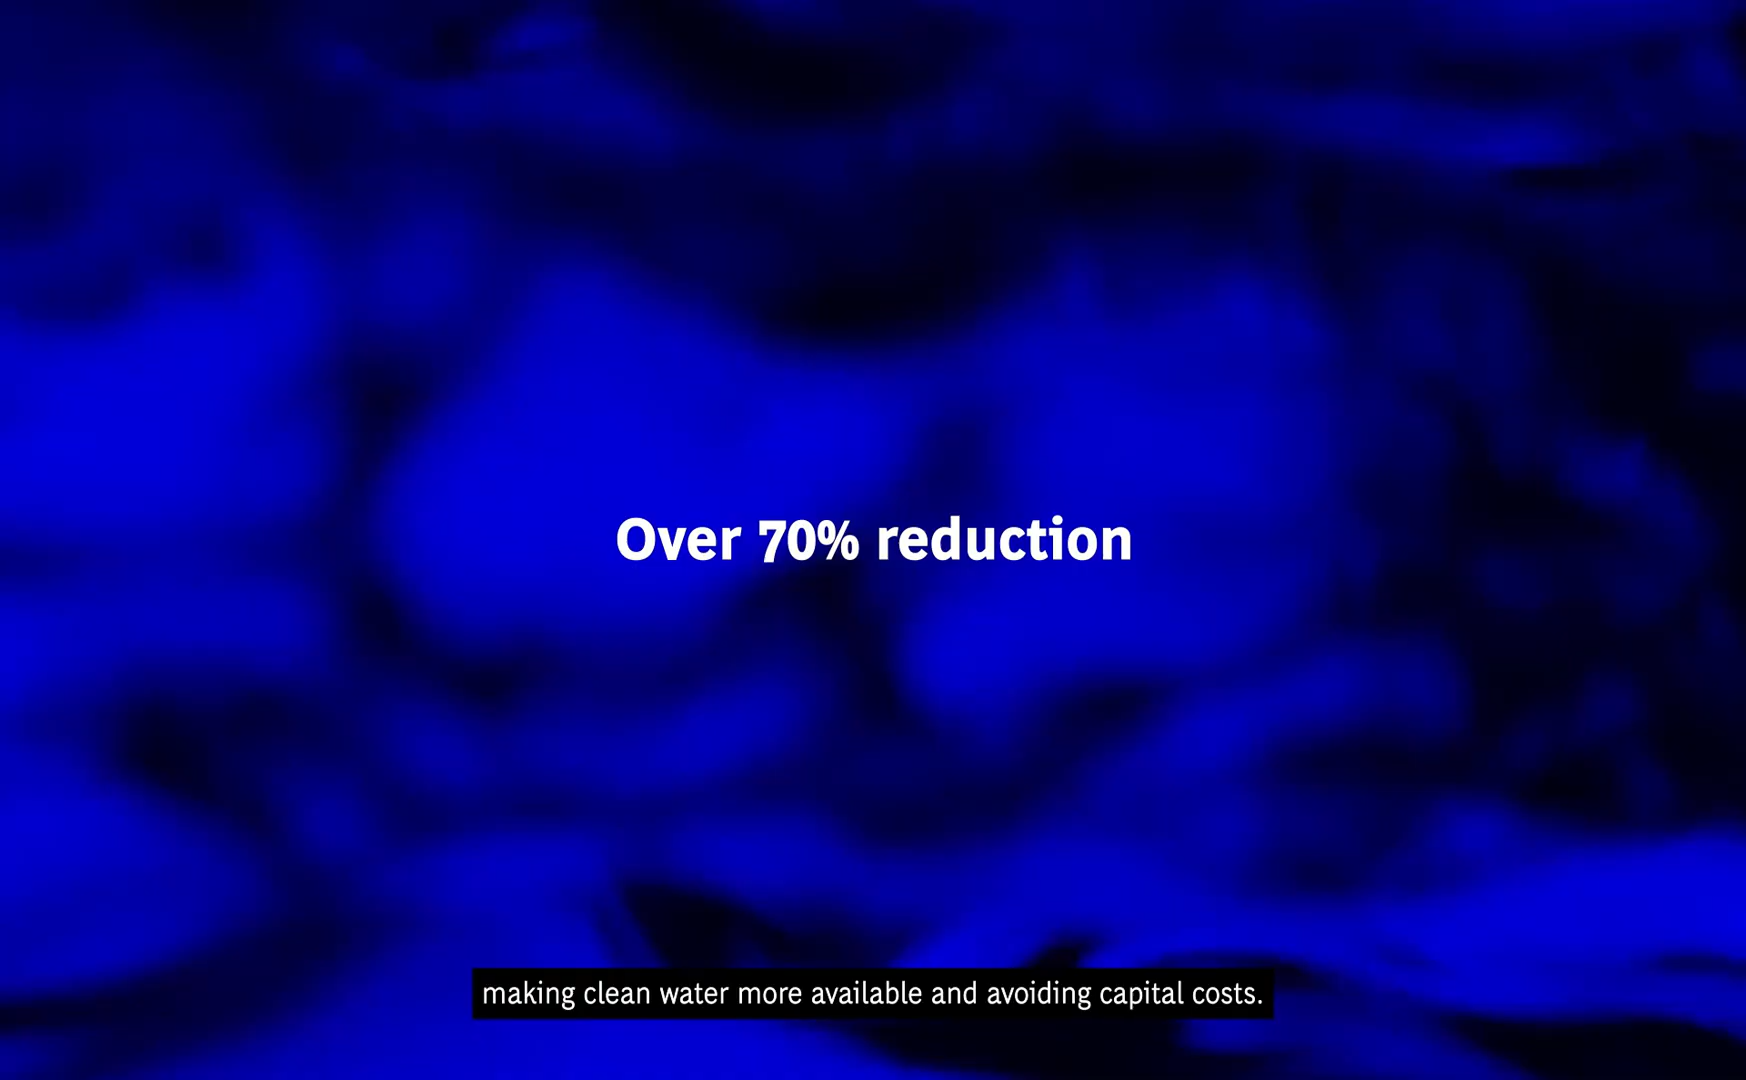 Over 70% reduction
making clean water more available and avoiding capital costs.